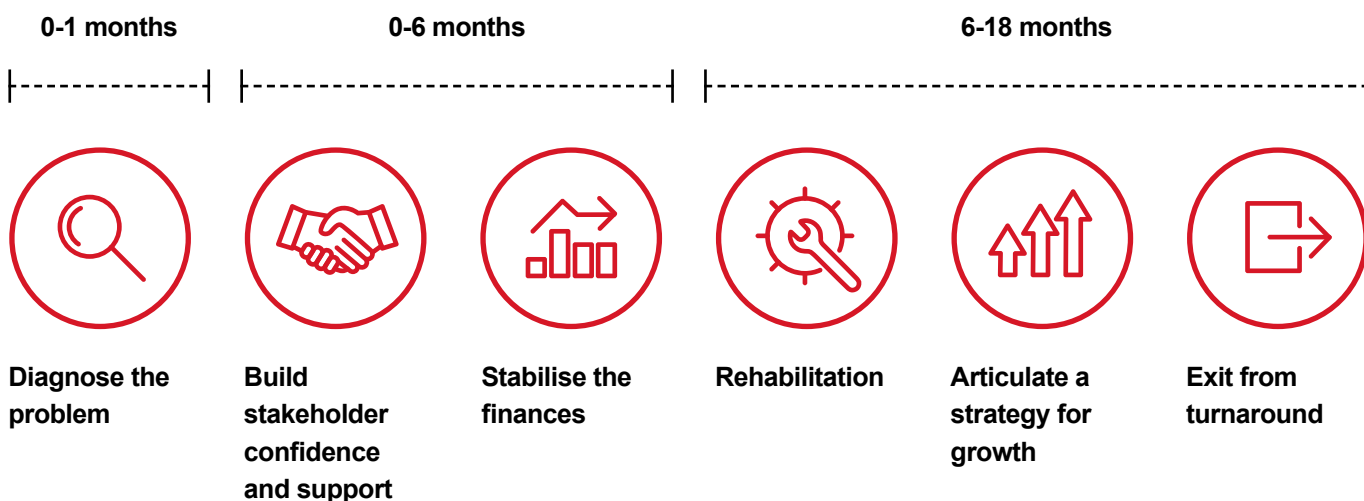 0-1 months
0-6 months
6-18 months
Diagnose the
problem
Build
stakeholder
confidence
and support
Stabilise the
finances
Rehabilitation
Articulate a
strategy for
growth
Exit from
turnaround